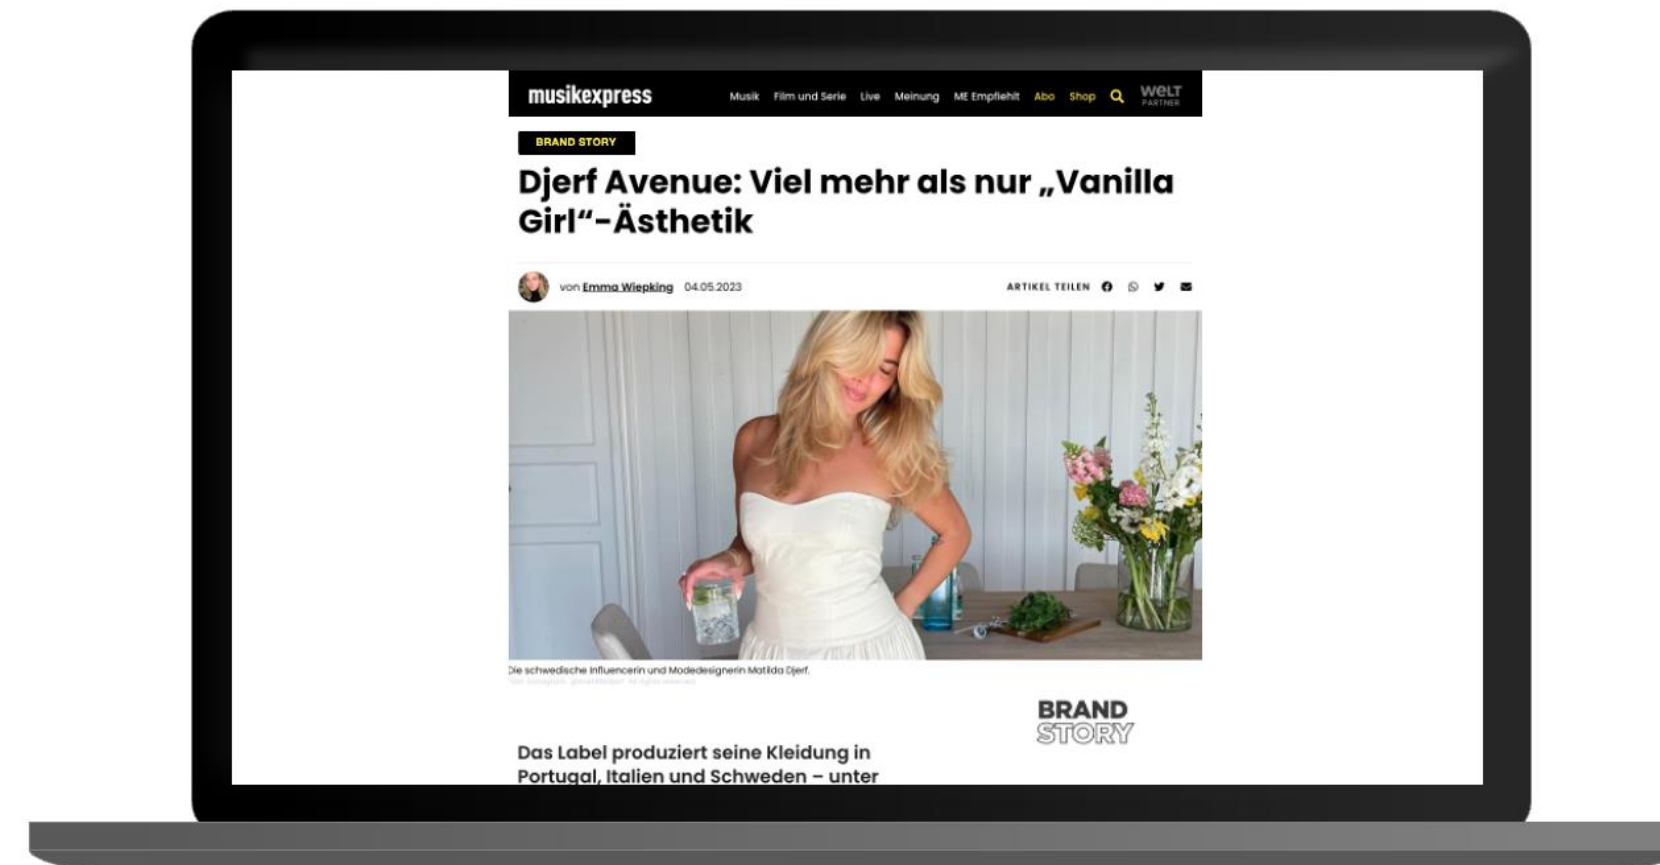 musikexpress
Musik Film und Serie Live Meinung ME Empfiehlt Abo Shop WELT
PARTNER
BRAND STORY
Djerf Avenue: Viel mehr als nur „Vanilla
Girl“-Ästhetik
von Emma Wiepking 04.05.2023
ARTIKEL TEILEN
Die schwedische Influencerin und Modedesignerin Matilda Djerf.
BRAND
STORY
Das Label produziert seine Kleidung in
Portugal, Italien und Schweden – unter